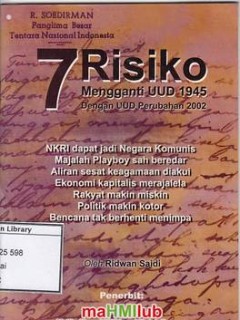 R. SOEDIRMAN
Panglima Besar
Tentara Nasional Indonesia
7 Risiko
Mengganti UUD 1945
Dengan UUD Perubahan 2002
NKRI dapat jadi Negara Komunis
Majalah Playboy sah beredar
Aliran sesat keagamaan diakui
Ekonomi kapitalis merajalela
Rakyat makin miskin
Politik makin kotor
Bencana tak berhenti menimpa
n Library
25 598
ai
2
Oleh Ridwan Saidi
Penerbit:
maHMIlub